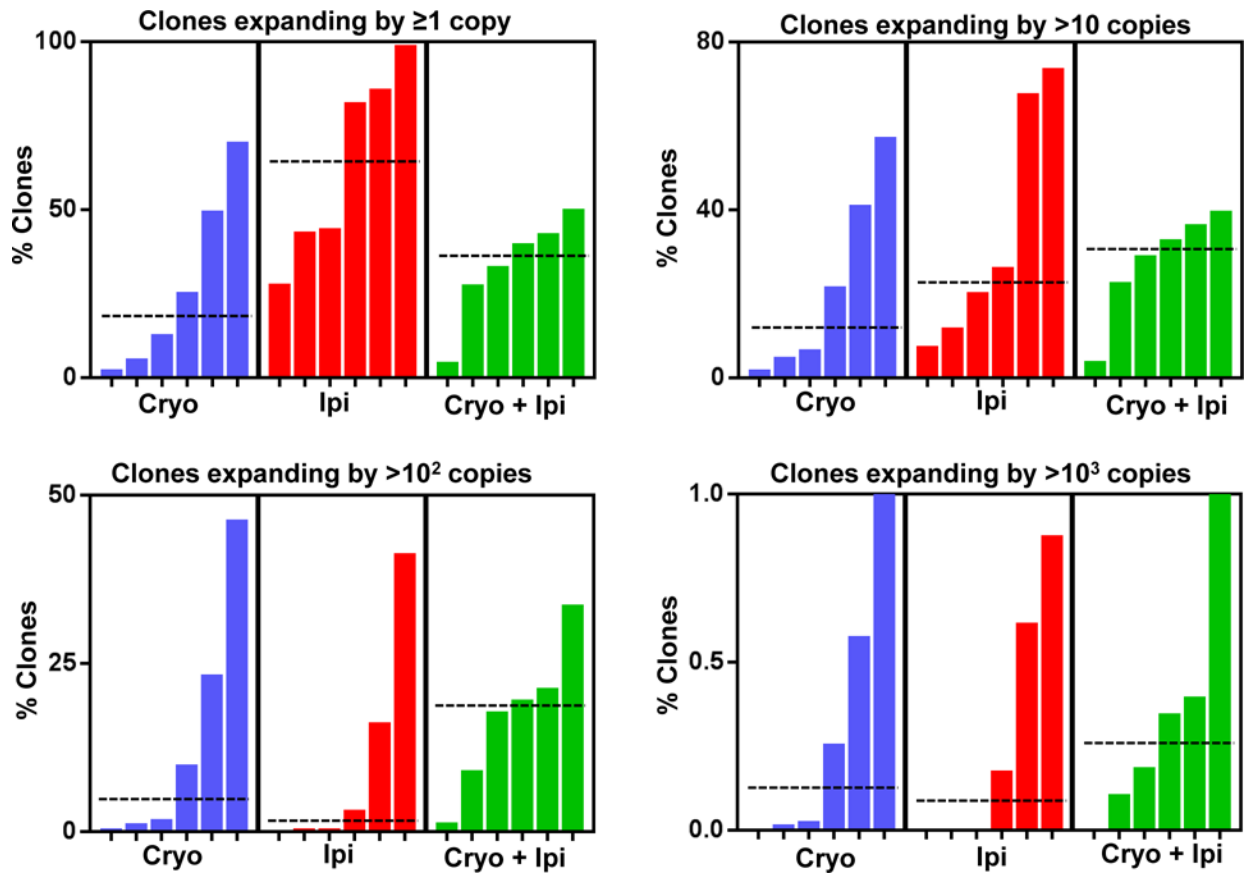 Clones expanding by ≥1 copy
100
50
0
% Clones
Cryo
Ipi
Cryo + Ipi
Clones expanding by >10 copies
80
40
0
% Clones
Cryo
Ipi
Cryo + Ipi
Clones expanding by >10² copies
50
25
0
% Clones
Cryo
Ipi
Cryo + Ipi
Clones expanding by >10³ copies
1.0
0.5
0.0
% Clones
Cryo
Ipi
Cryo + Ipi